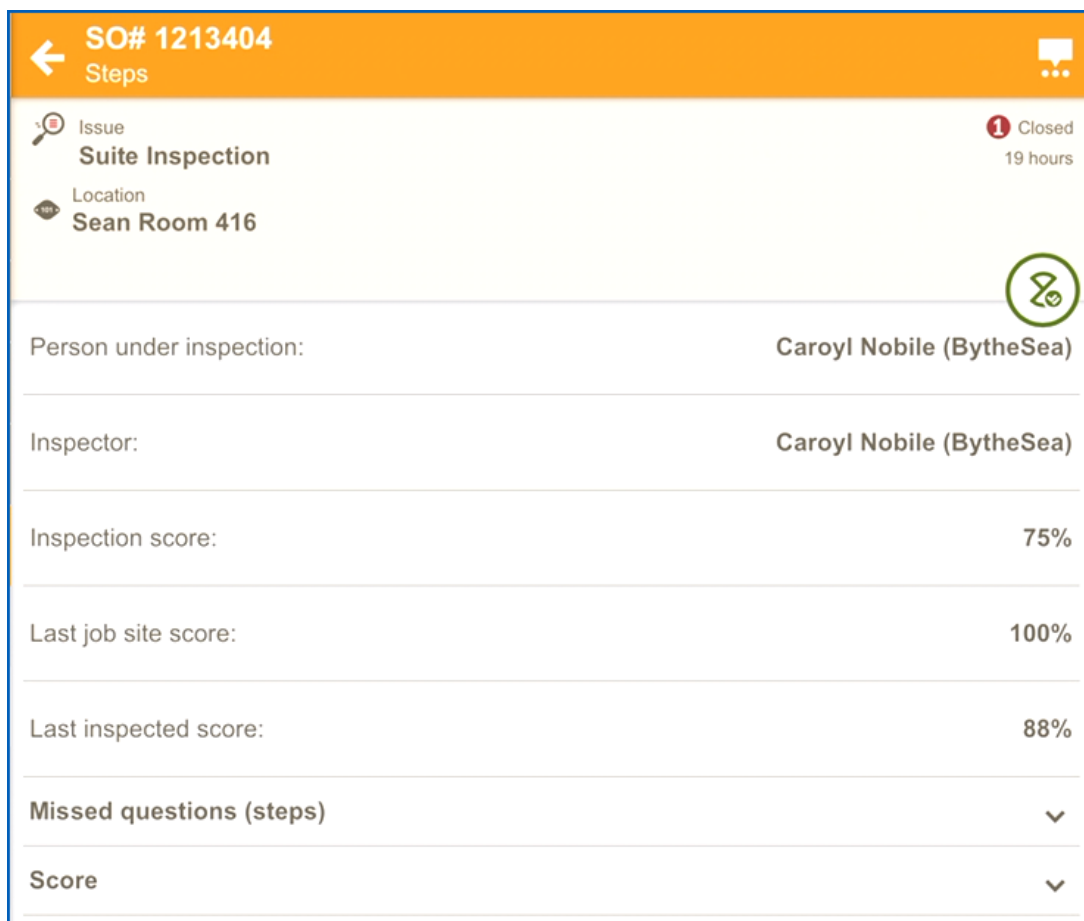 SO# 1213404
Steps
Issue
Suite Inspection
1 Closed
19 hours
Location
101
Sean Room 416
Person under inspection: Caroyl Nobile (BytheSea)
Inspector: Caroyl Nobile (BytheSea)
Inspection score: 75%
Last job site score: 100%
Last inspected score: 88%
Missed questions (steps)
Score